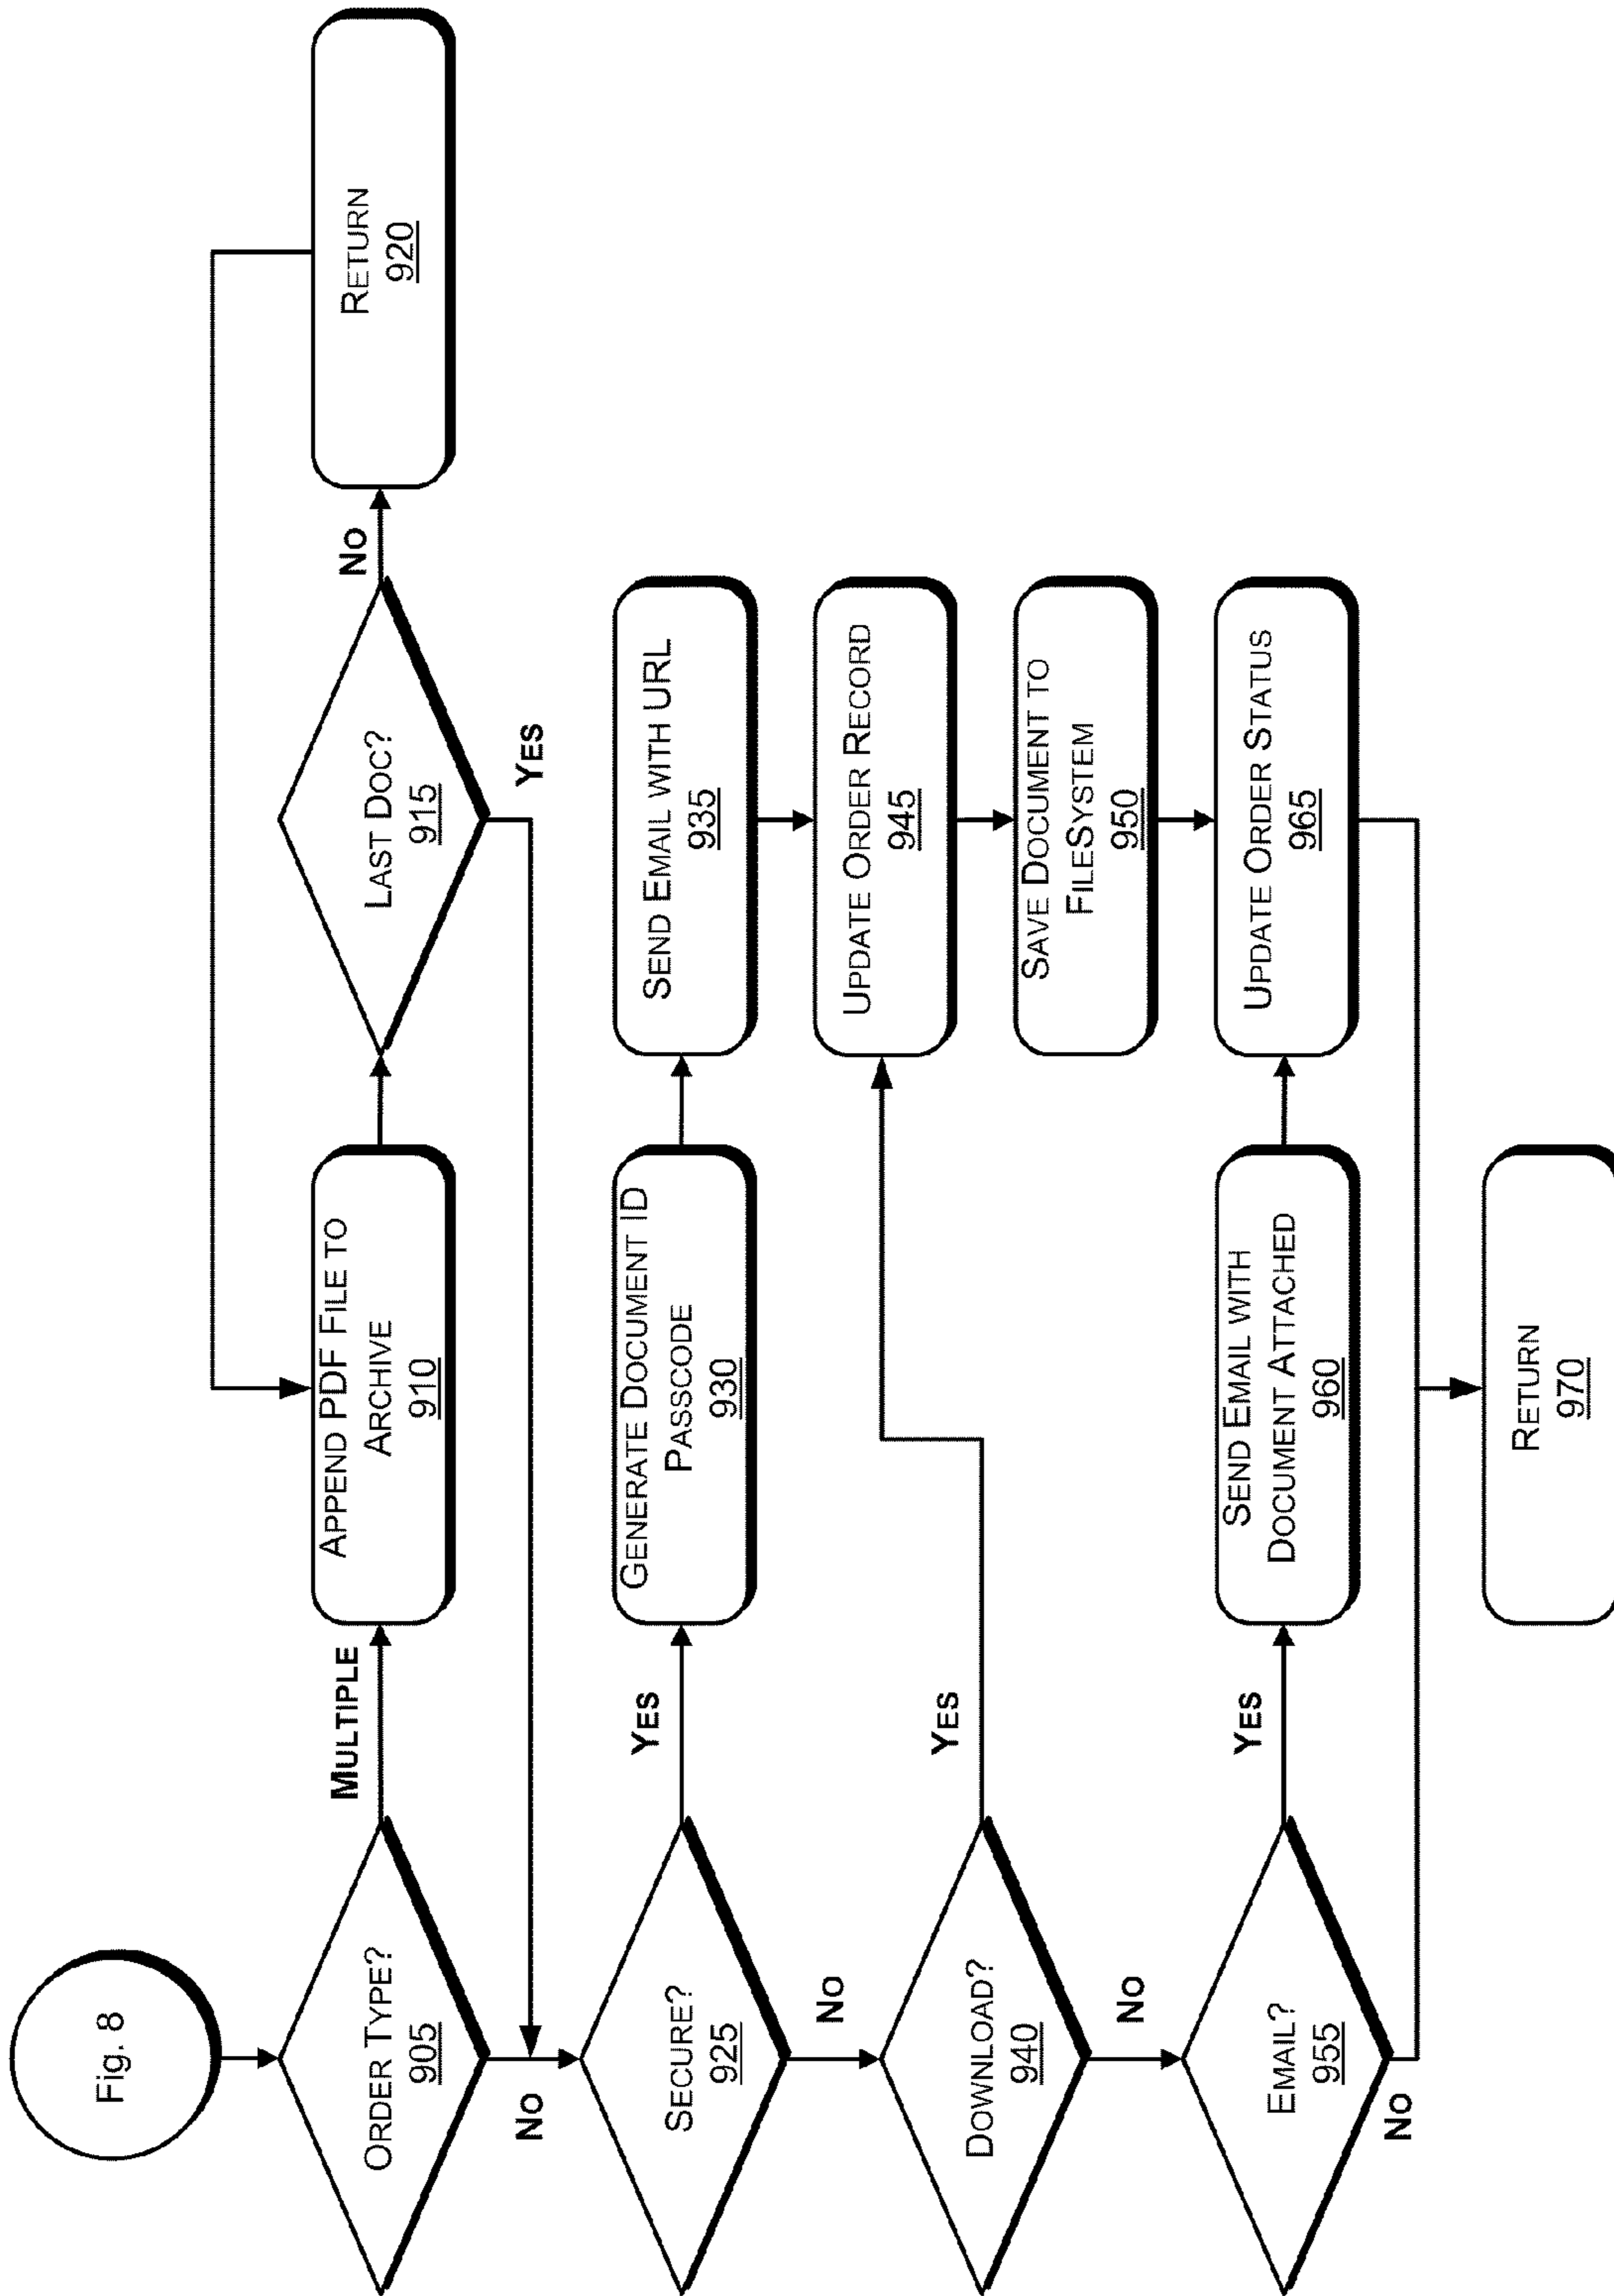 Fig. 8
ORDER TYPE?
905
MULTIPLE
APPEND PDF FILE TO
ARCHIVE
910
LAST DOC?
915
NO
RETURN
920
NO
YES
SECURE?
925
YES
GENERATE DOCUMENT ID
PASSCODE
930
SEND EMAIL WITH URL
935
NO
DOWNLOAD?
940
YES
UPDATE ORDER RECORD
945
SAVE DOCUMENT TO
FILESYSTEM
950
NO
EMAIL?
955
YES
SEND EMAIL WITH
DOCUMENT ATTACHED
960
UPDATE ORDER STATUS
965
NO
RETURN
970